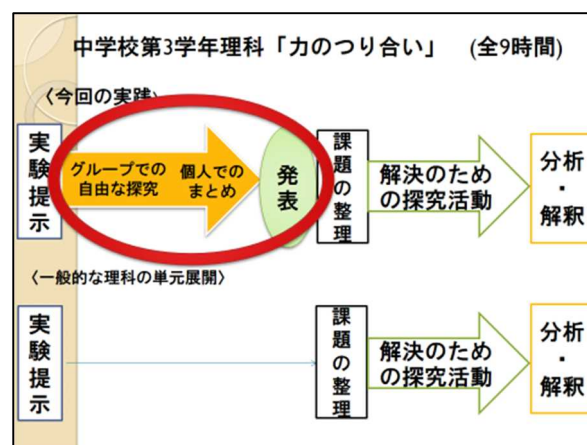 中学校第3学年理科「力のつり合い」 (全9時間)
〈今回の実践〉
実験提示
グループでの
自由な探究
個人での
まとめ
発表
課題の整理
解決のため
の探究活動
分析・解釈
〈一般的な理科の単元展開〉
実験提示
課題の整理
解決のため
の探究活動
分析・解釈